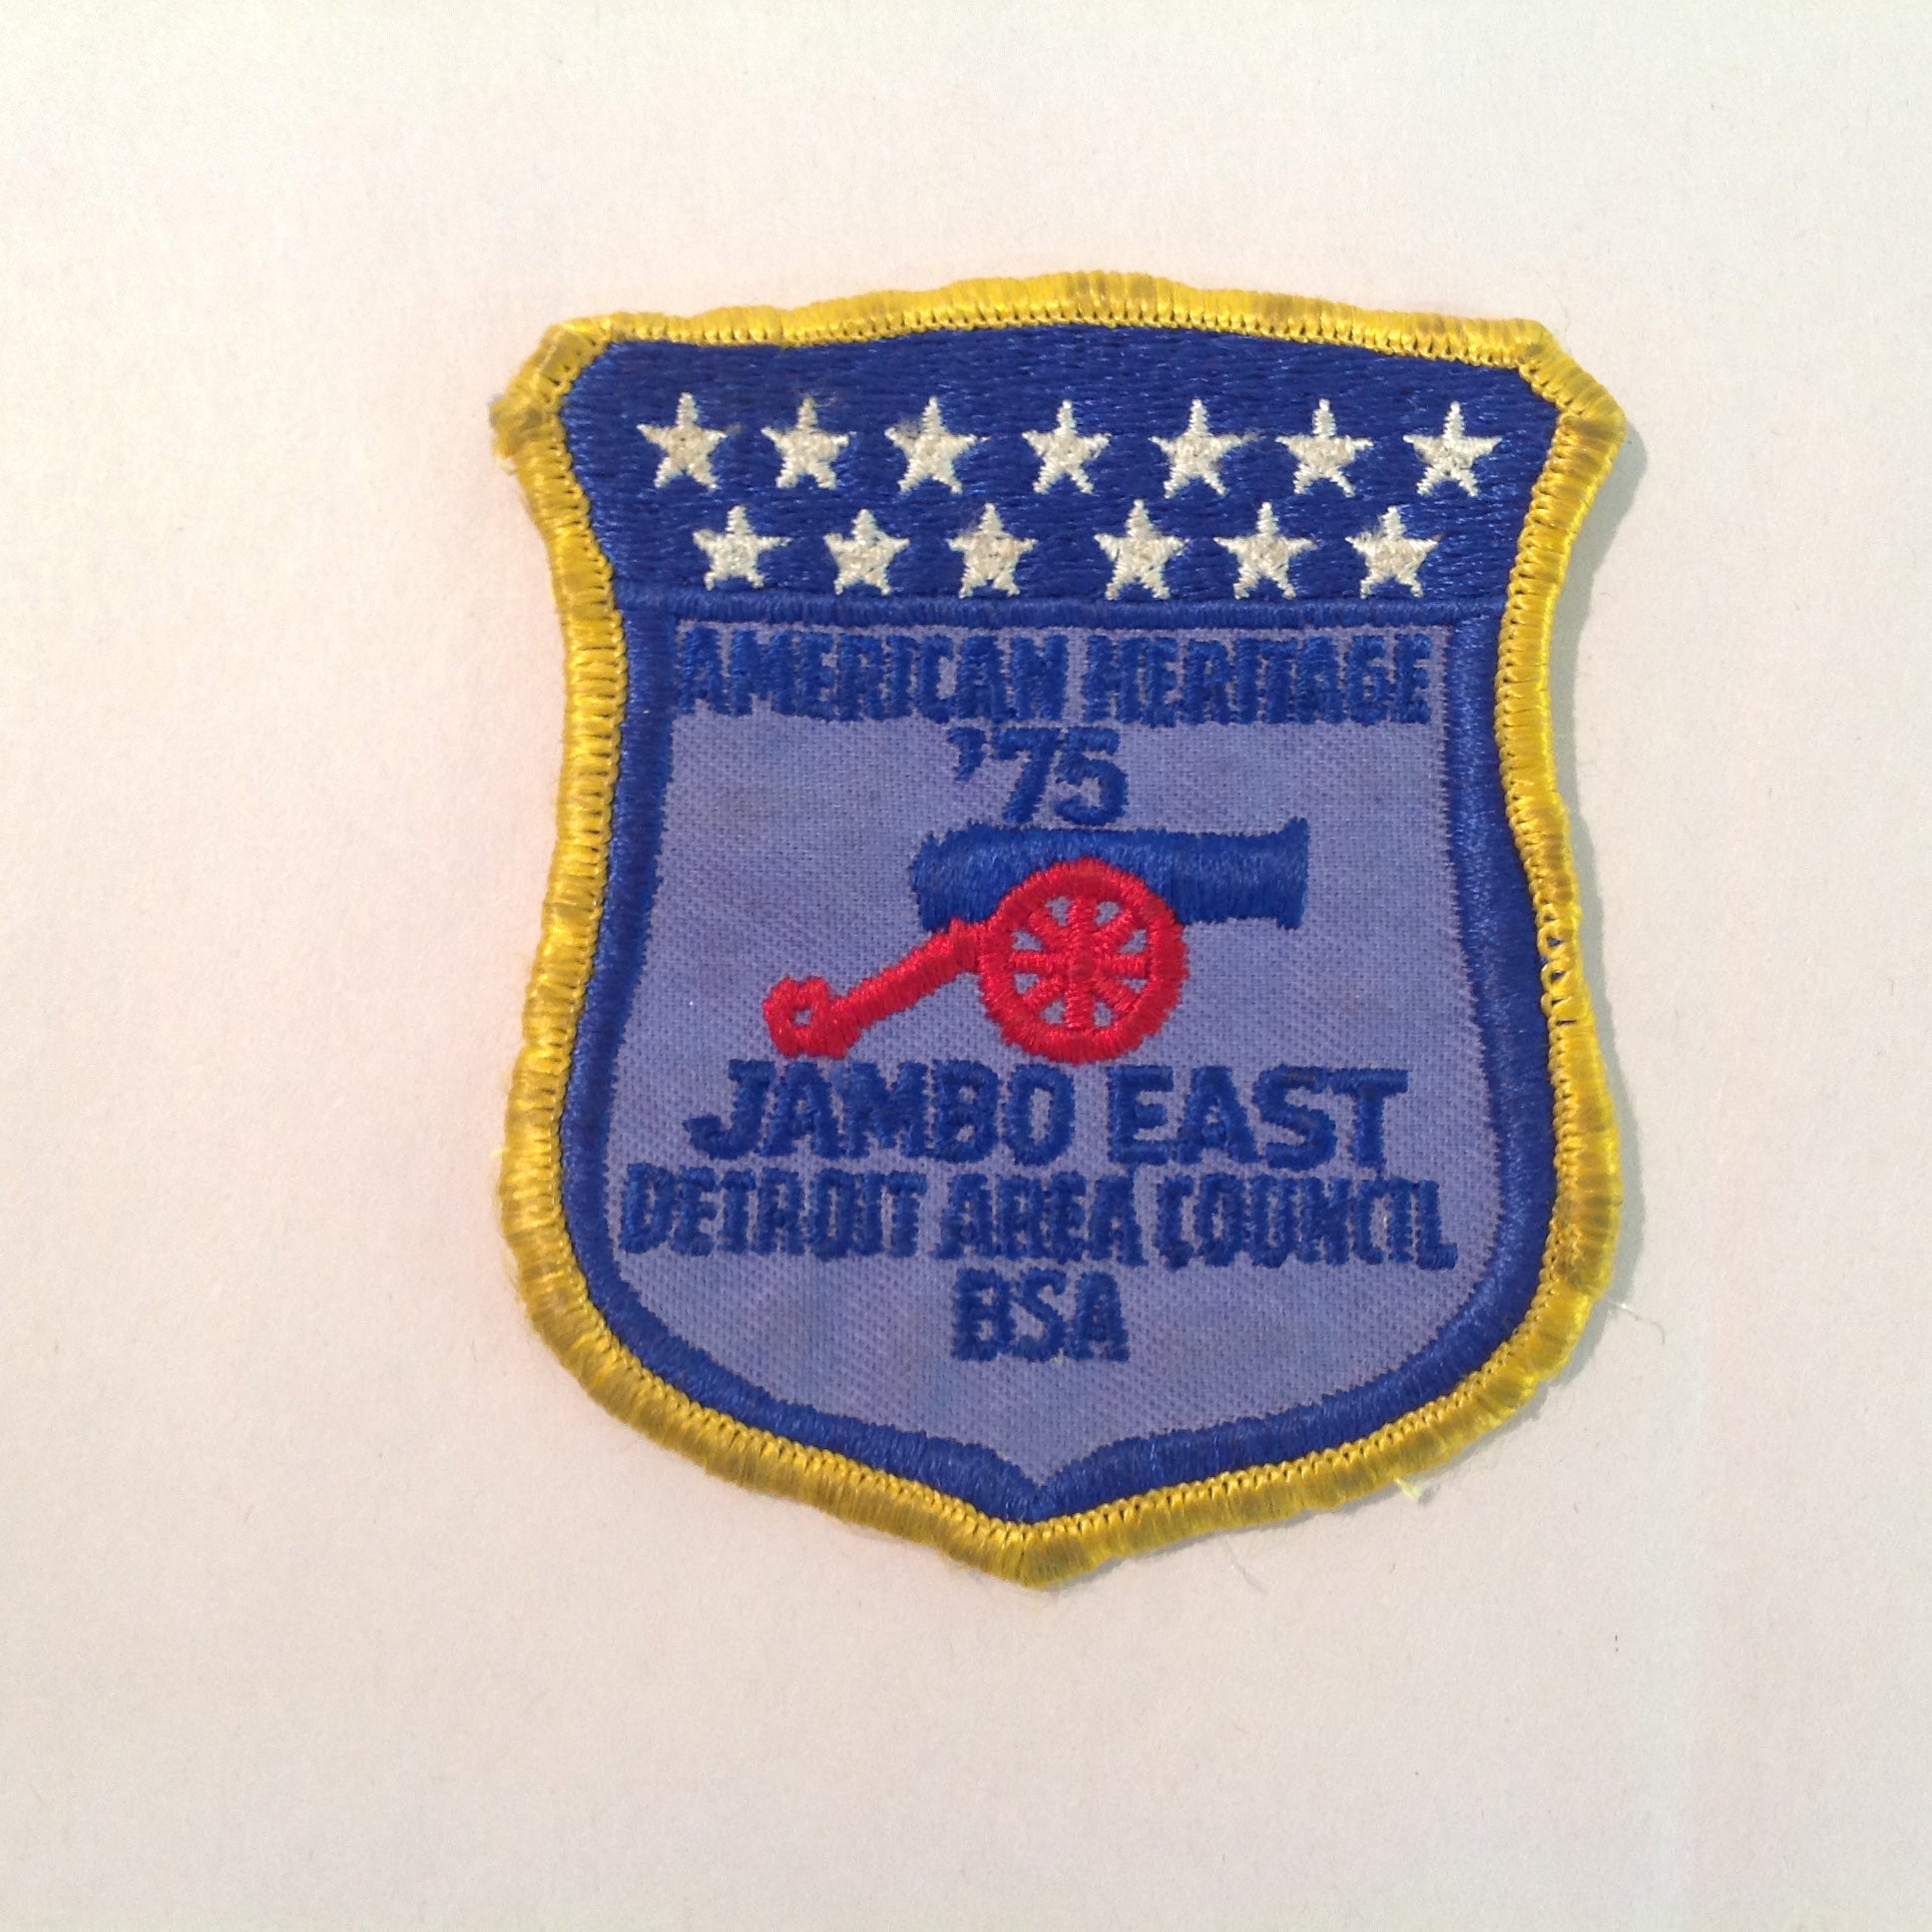 AMERICAN HERITAGE
'75
JAMBO EAST
DETROIT AREA COUNCIL
BSA